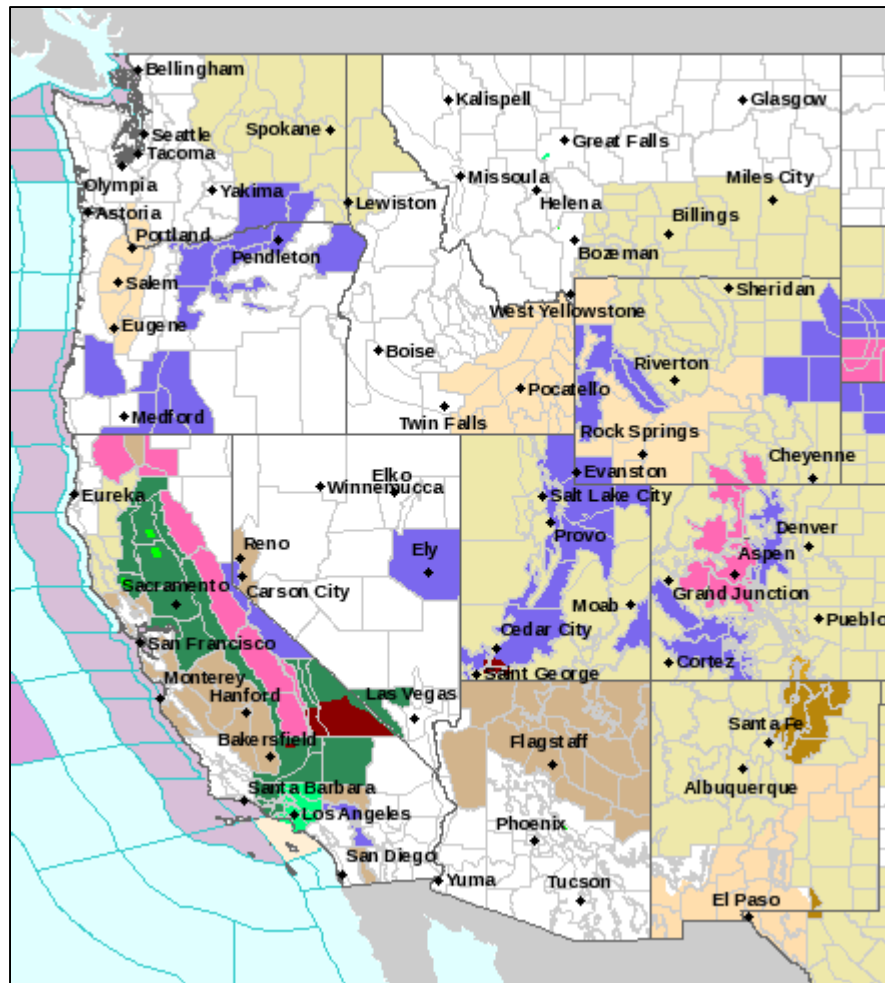 Bellingham
Kalispell
Glasgow
Seattle
Spokane
Great Falls
Tacoma
Missoula
Miles City
Olympia
Yakima
Helena
Lewiston
Astoria
Billings
Portland
Pendleton
Bozeman
Salem
Sheridan
West Yellowstone
Eugene
Boise
Riverton
Pocatello
Medford
Twin Falls
Rock Springs
Cheyenne
Elko
Evanston
Eureka
Winnemucca
Salt Lake City
Reno
Provo
Denver
Ely
Aspen
Sacramento
Carson City
Grand Junction
Moab
Pueblo
San Francisco
Cedar City
Cortez
Saint George
Monterey
Las Vegas
Hanford
Santa Fe
Bakersfield
Flagstaff
Albuquerque
Santa Barbara
Los Angeles
Phoenix
San Diego
Yuma
Tucson
El Paso